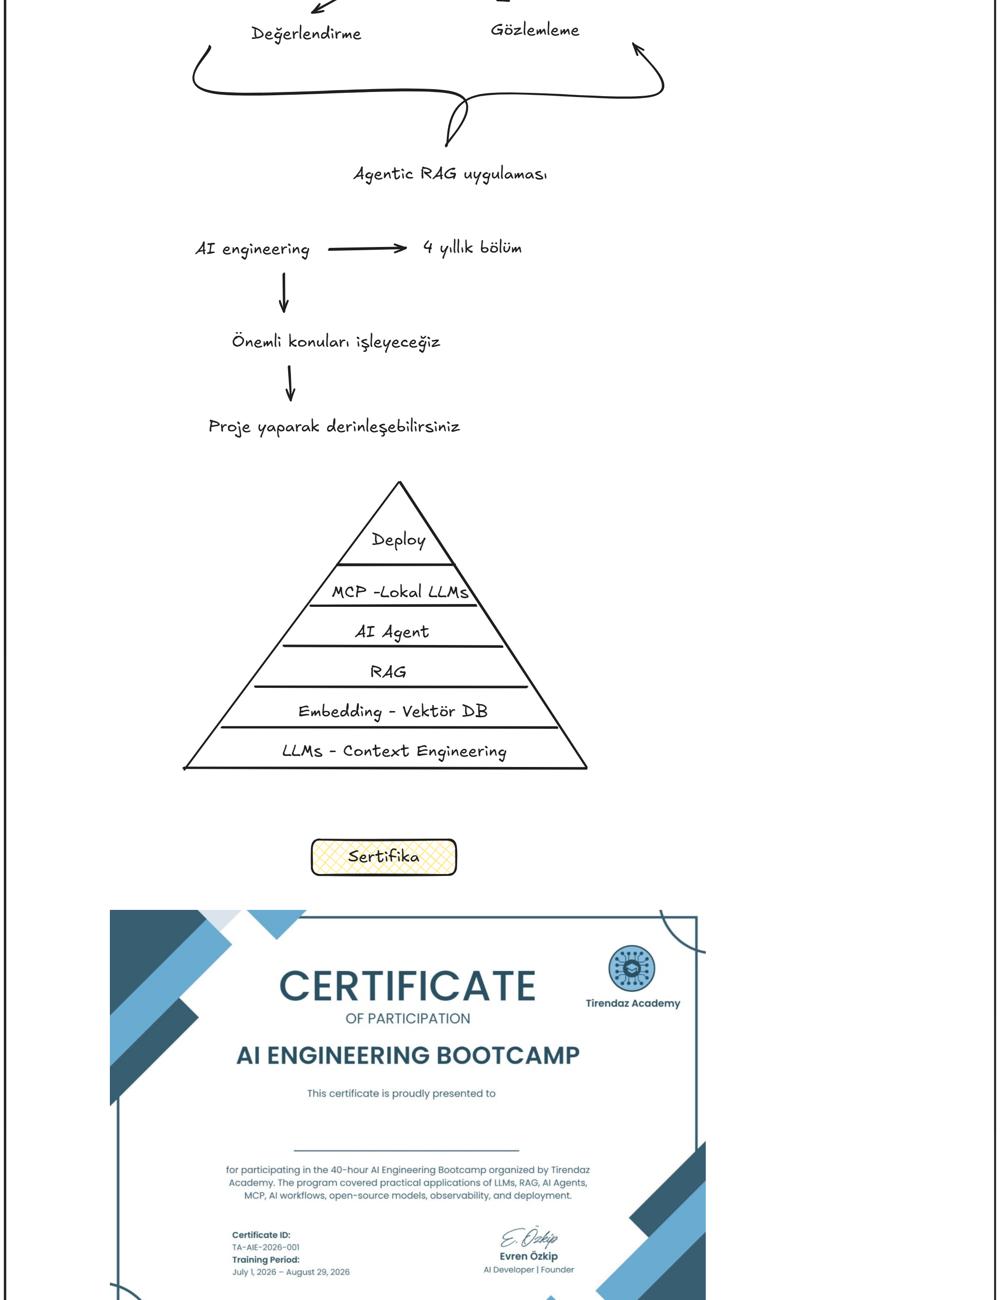 Değerlendirme
Gözlemleme
Agentic RAG uygulaması
AI engineering
4 yıllık bölüm
Önemli konuları işleyeceğiz
Proje yaparak derinleşebilirsiniz
Deploy
MCP -Lokal LLMs
AI Agent
RAG
Embedding - Vektör DB
LLMs - Context Engineering
Sertifika
CERTIFICATE
OF PARTICIPATION
Tirendaz Academy
AI ENGINEERING BOOTCAMP
This certificate is proudly presented to
for participating in the 40-hour AI Engineering Bootcamp organized by Tirendaz
Academy. The program covered practical applications of LLMs, RAG, AI Agents,
MCP, AI workflows, open-source models, observability, and deployment.
Certificate ID:
TA-AIE-2026-001
Training Period:
July 1, 2026 – August 29, 2026
E. Özkip
Evren Özkip
AI Developer | Founder